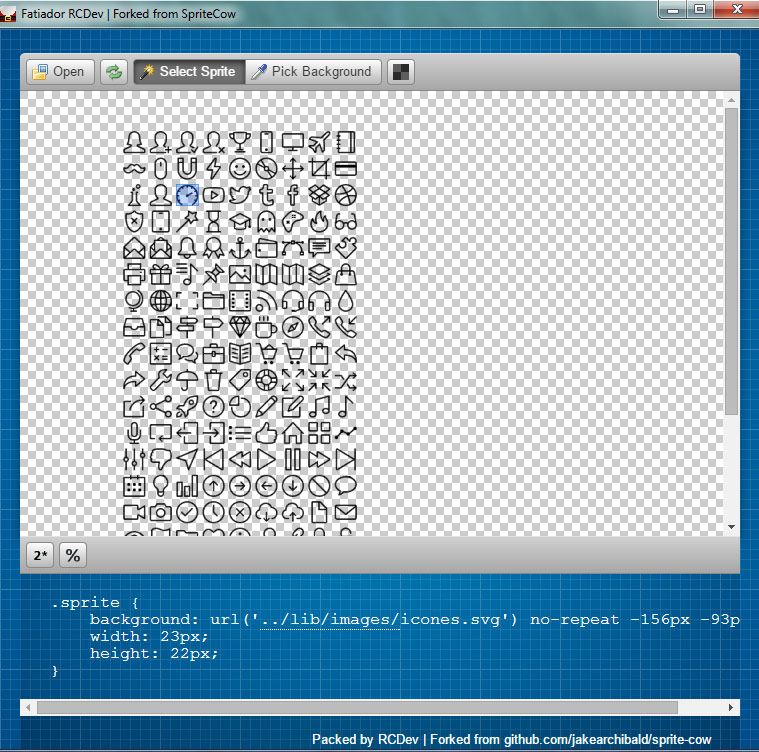 Fatiador RCDev | Forked from SpriteCow
Open Select Sprite Pick Background
2* %
.sprite {
background: url('../lib/images/icones.svg') no-repeat -156px -93p
width: 23px;
height: 22px;
}
Packed by RCDev | Forked from github.com/jakearchibald/sprite-cow